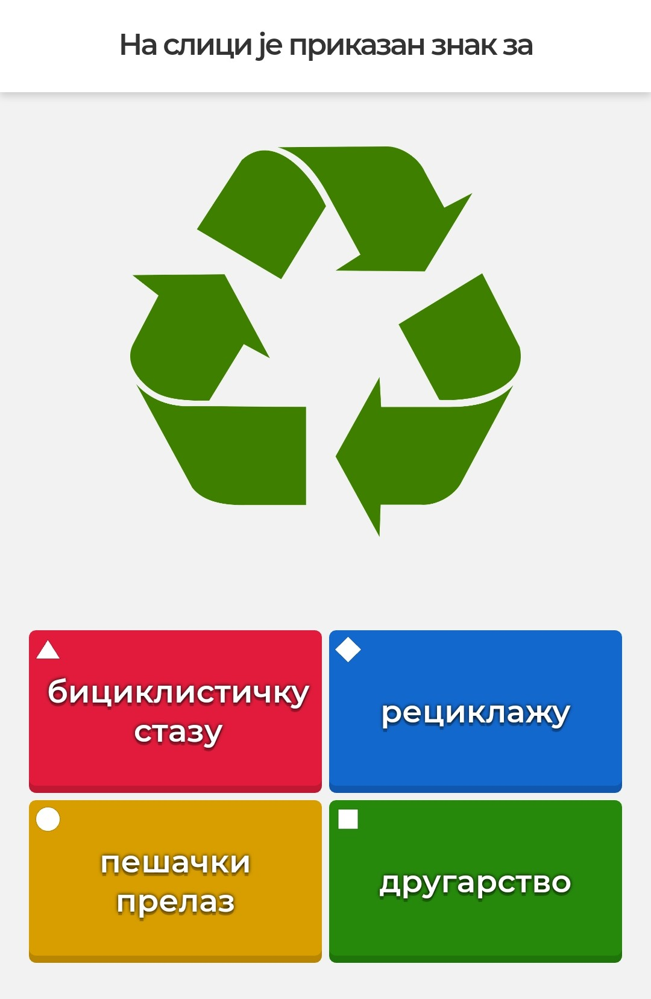 На слици је приказан знак за
бициклистичку
стазу
рециклажу
пешачки
прелаз
другарство